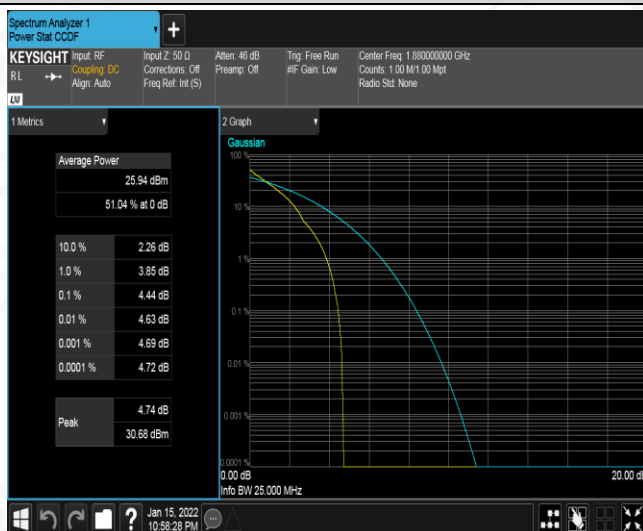 Spectrum Analyzer 1
Power Stat CCDF
+
KEYSIGHT
RL
LXI
Input: RF
Coupling: DC
Align: Auto
Input Z: 50 Ω
Corrections: Off
Freq Ref: Int (S)
Atten: 46 dB
Preamp: Off
Trig: Free Run
#IF Gain: Low
Center Freq: 1.880000000 GHz
Counts: 1.00 M/1.00 Mpt
Radio Std: None
1 Metrics
Average Power
25.94 dBm
51.04 % at 0 dB
10.0 % 2.26 dB
1.0 % 3.85 dB
0.1 % 4.44 dB
0.01 % 4.63 dB
0.001 % 4.69 dB
0.0001 % 4.72 dB
Peak
4.74 dB
30.68 dBm
2 Graph
Gaussian
100 %
10 %
1 %
0.1 %
0.01 %
0.001 %
0.0001 %
0.00 dB
20.00 dB
Info BW 25.000 MHz
?
Jan 15, 2022
10:58:28 PM